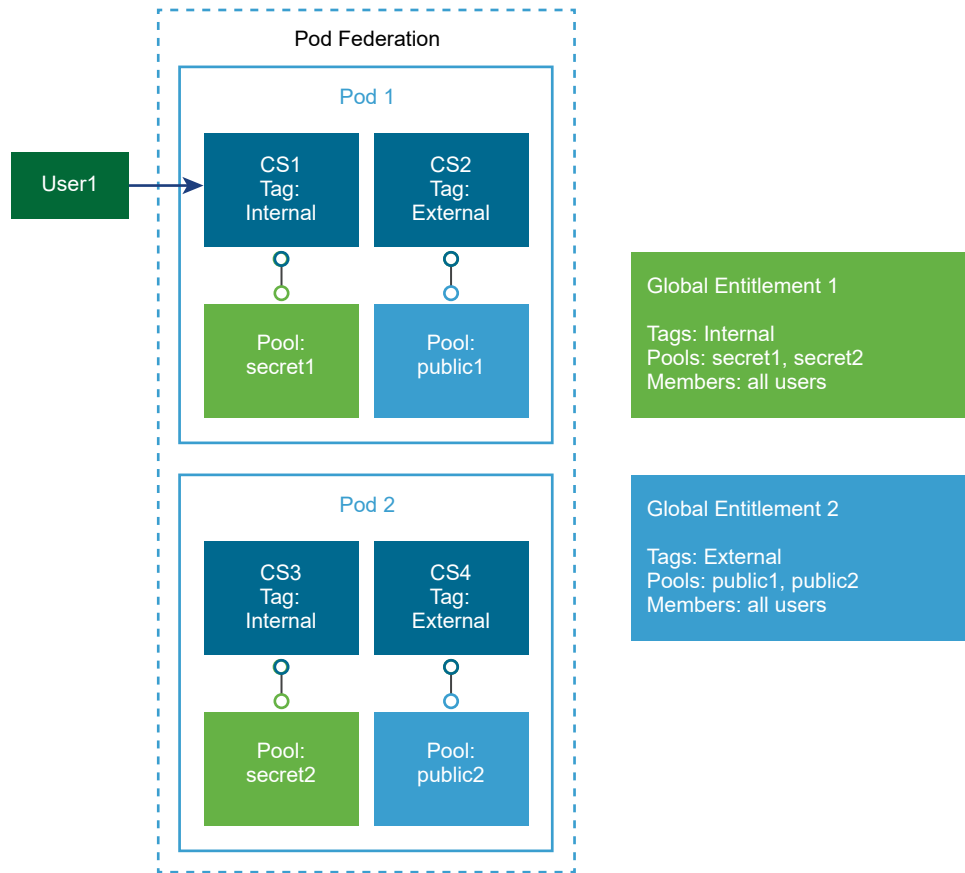 Pod Federation
Pod 1
User1
CS1
Tag:
Internal
CS2
Tag:
External
Pool:
secret1
Pool:
public1
Global Entitlement 1
Tags: Internal
Pools: secret1, secret2
Members: all users
Pod 2
CS3
Tag:
Internal
CS4
Tag:
External
Pool:
secret2
Pool:
public2
Global Entitlement 2
Tags: External
Pools: public1, public2
Members: all users